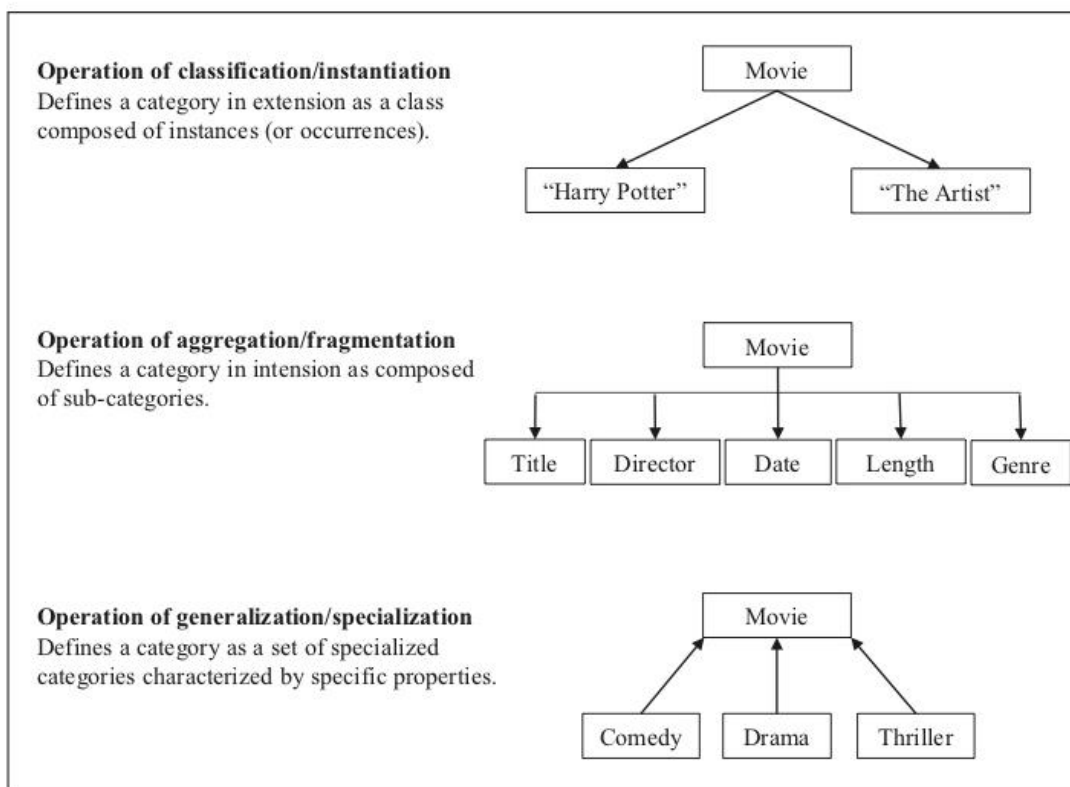 Operation of classification/instantiation
Defines a category in extension as a class
composed of instances (or occurrences).
Movie
“Harry Potter”
“The Artist”
Operation of aggregation/fragmentation
Defines a category in intension as composed
of sub-categories.
Movie
Title
Director
Date
Length
Genre
Operation of generalization/specialization
Defines a category as a set of specialized
categories characterized by specific properties.
Movie
Comedy
Drama
Thriller